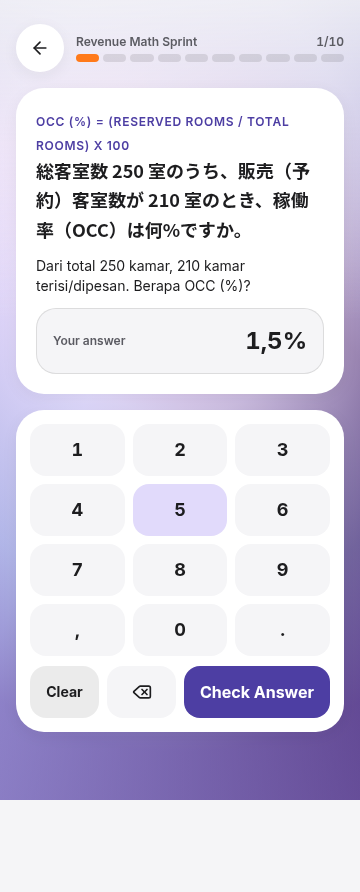 Revenue Math Sprint
1/10
OCC (%) = (RESERVED ROOMS / TOTAL
ROOMS) X 100
総客室数 250 室のうち、販売（予
約）客室数が 210 室のとき、稼働
率（OCC）は何%ですか。
Dari total 250 kamar, 210 kamar
terisi/dipesan. Berapa OCC (%)?
Your answer
1,5%
1
2
3
4
5
6
7
8
9
,
0
.
Clear
Check Answer